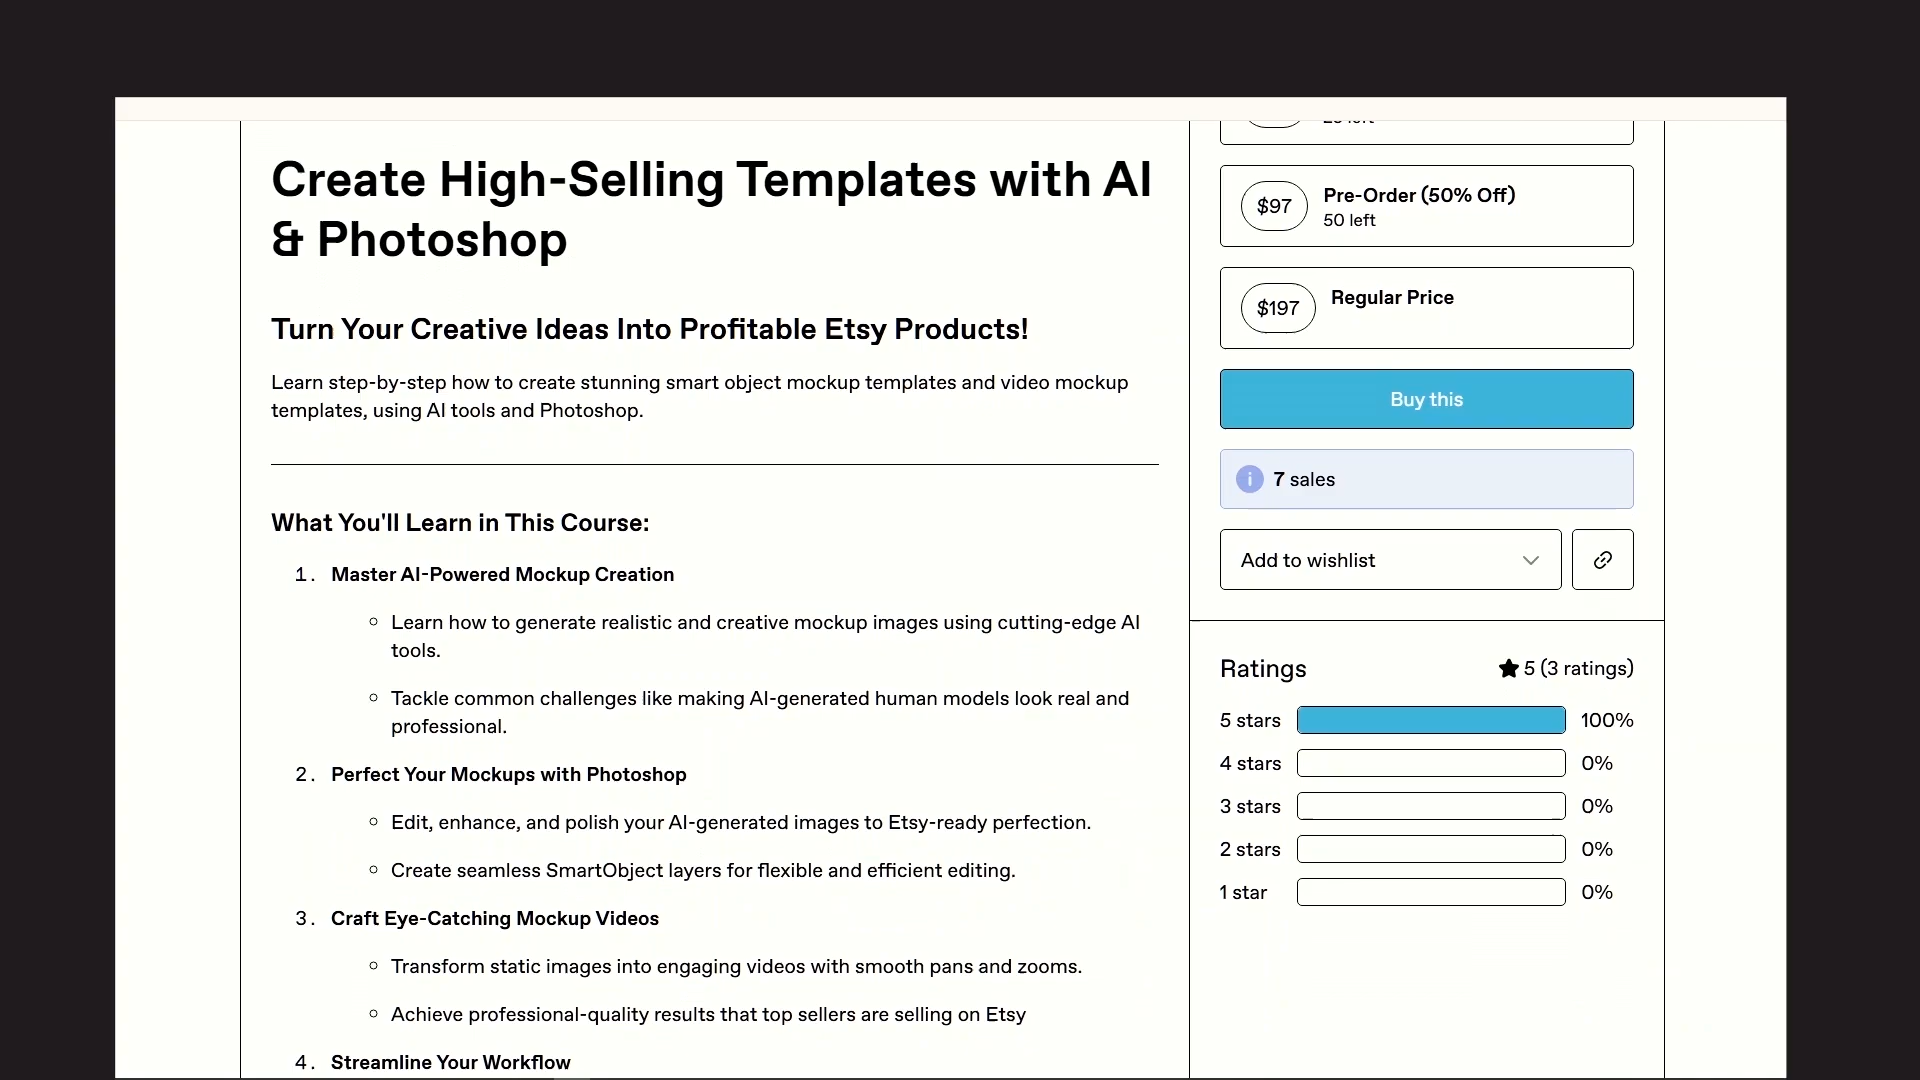 Create High-Selling Templates with AI
& Photoshop
Turn Your Creative Ideas Into Profitable Etsy Products!
Learn step-by-step how to create stunning smart object mockup templates and video mockup
templates, using AI tools and Photoshop.
What You'll Learn in This Course:
1. Master AI-Powered Mockup Creation
Learn how to generate realistic and creative mockup images using cutting-edge AI
tools.
Tackle common challenges like making AI-generated human models look real and
professional.
2. Perfect Your Mockups with Photoshop
Edit, enhance, and polish your AI-generated images to Etsy-ready perfection.
Create seamless SmartObject layers for flexible and efficient editing.
3. Craft Eye-Catching Mockup Videos
Transform static images into engaging videos with smooth pans and zooms.
Achieve professional-quality results that top sellers are selling on Etsy
4. Streamline Your Workflow
$97
Pre-Order (50% Off)
50 left
$197
Regular Price
Buy this
7 sales
Add to wishlist
Ratings
5 (3 ratings)
5 stars 100%
4 stars 0%
3 stars 0%
2 stars 0%
1 star 0%